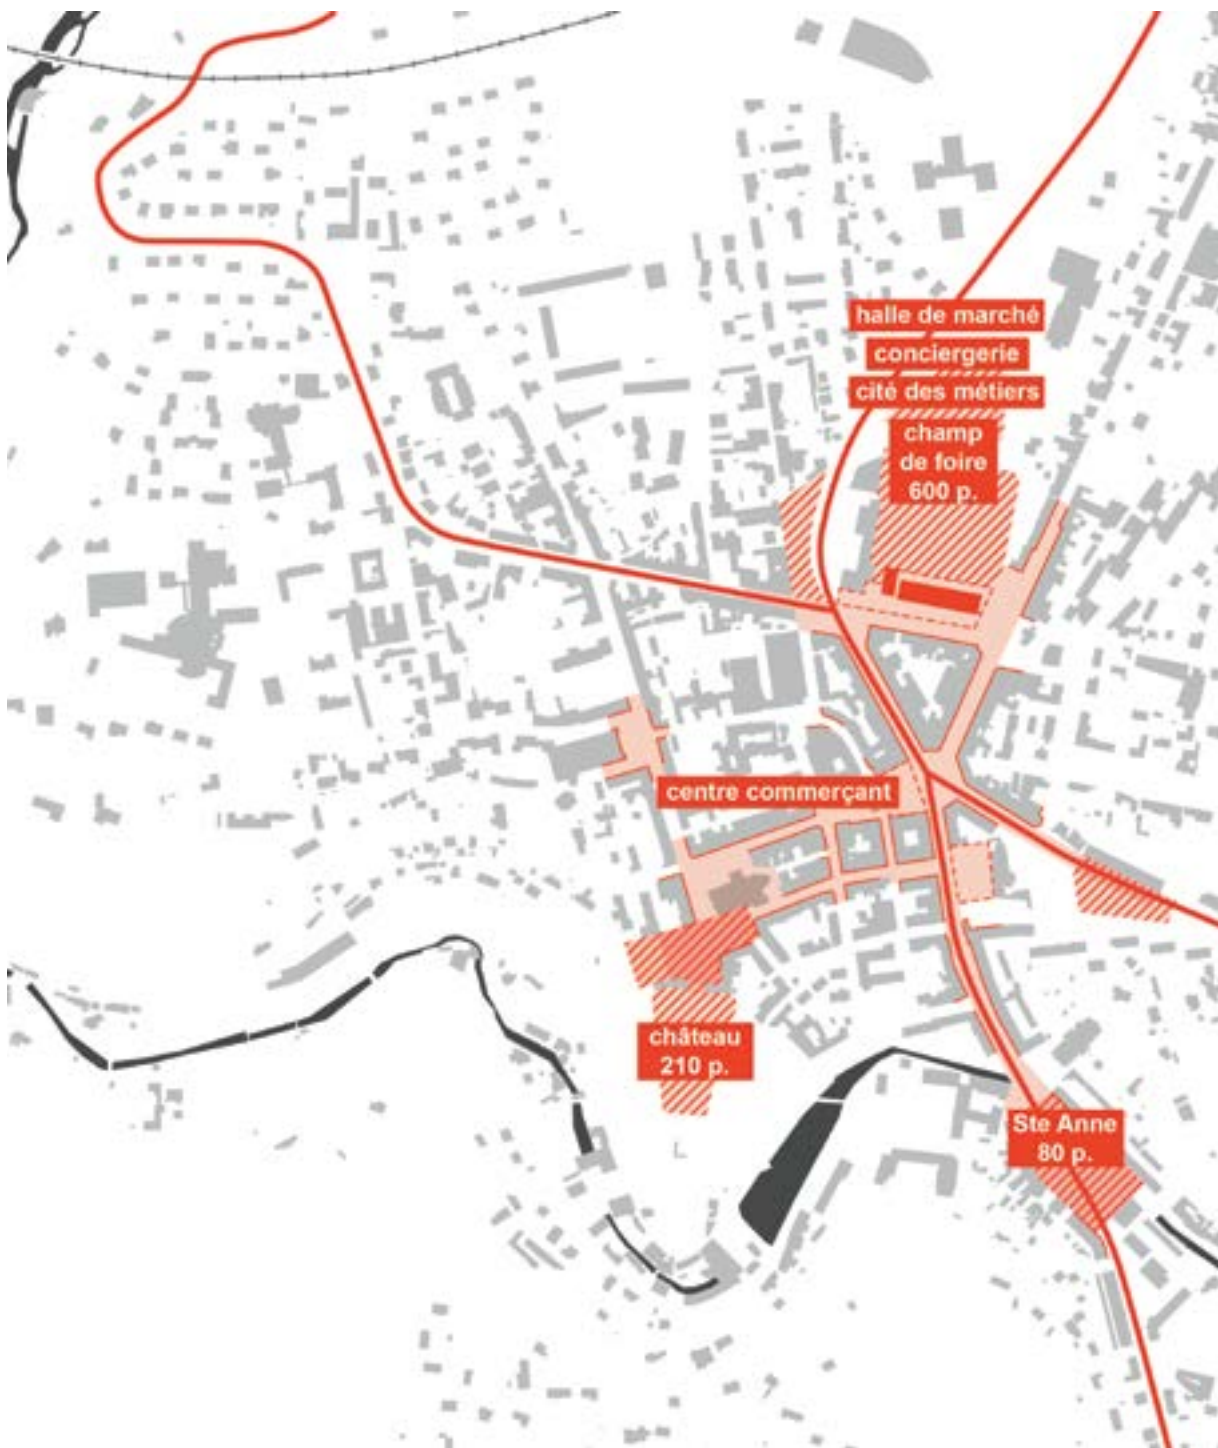 halle de marché
conciergerie
cité des métiers
champ
de foire
600 p.
centre commerçant
château
210 p.
Ste Anne
80 p.